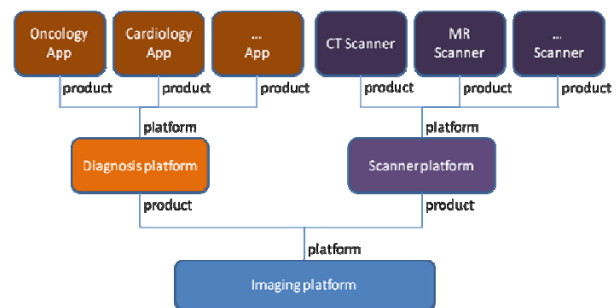 Oncology
App
Cardiology
App
...
App
CT Scanner
MR
Scanner
...
Scanner
product
product
product
product
product
product
platform
platform
Diagnosis platform
Scanner platform
product
product
platform
Imaging platform